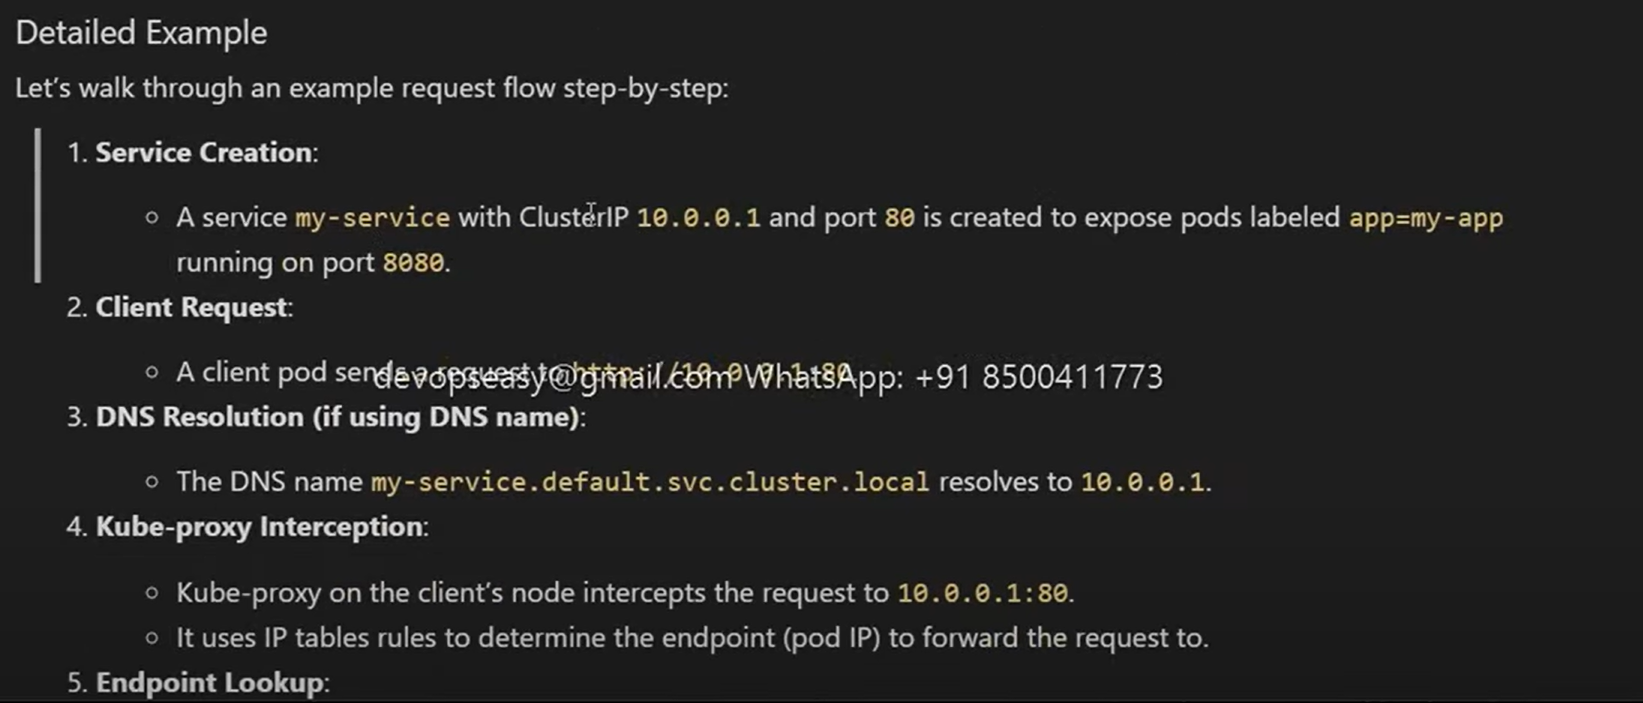 Detailed Example
Let's walk through an example request flow step-by-step:
1. Service Creation:
○ A service my-service with ClusterIP 10.0.0.1 and port 80 is created to expose pods labeled app=my-app
running on port 8080.
2. Client Request:
○ A client pod sends a request to http://10.0.0.1:80.
devopseasy@gmail.com WhatsApp: +91 8500411773
3. DNS Resolution (if using DNS name):
○ The DNS name my-service.default.svc.cluster.local resolves to 10.0.0.1.
4. Kube-proxy Interception:
○ Kube-proxy on the client's node intercepts the request to 10.0.0.1:80.
○ It uses IP tables rules to determine the endpoint (pod IP) to forward the request to.
5. Endpoint Lookup: